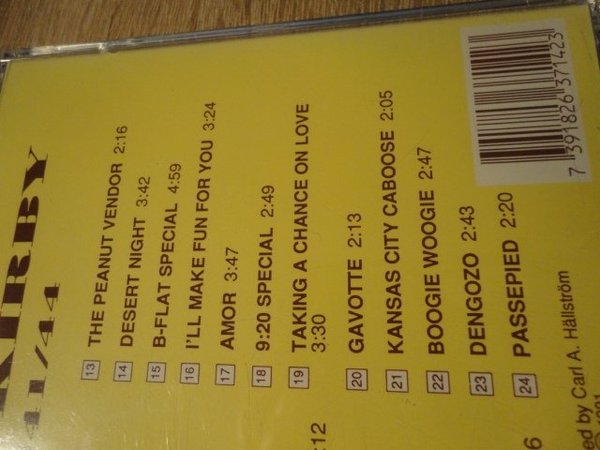 KIRBY
41/44
13 THE PEANUT VENDOR 2:16
14 DESERT NIGHT 3:42
15 B-FLAT SPECIAL 4:59
16 I'LL MAKE FUN FOR YOU 3:24
17 AMOR 3:47
18 9:20 SPECIAL 2:49
19 TAKING A CHANCE ON LOVE
3:30
20 GAVOTTE 2:13
21 KANSAS CITY CABOOSE 2:05
22 BOOGIE WOOGIE 2:47
23 DENGOZO 2:43
24 PASSEPIED 2:20
:12
6
7 391826 371423
ed by Carl A. Hällström